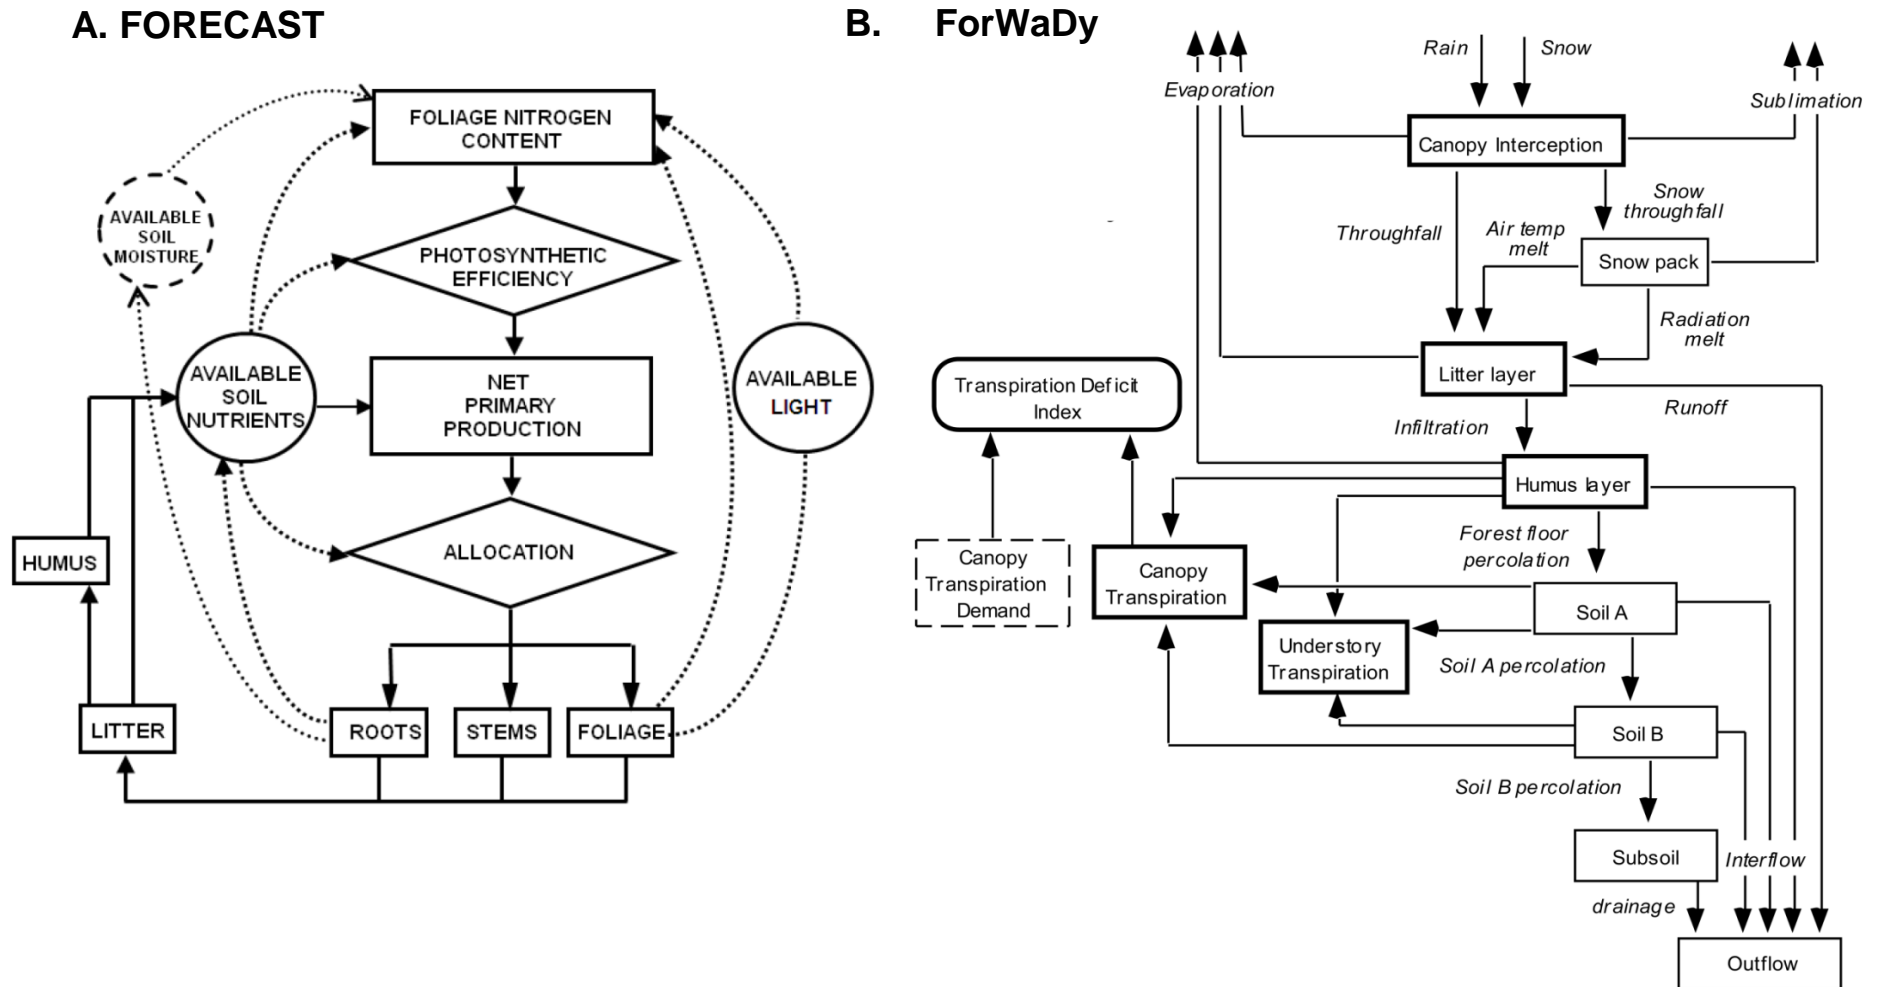 A. FORECAST
FOLIAGE NITROGEN
CONTENT
AVAILABLE
SOIL
MOISTURE
PHOTOSYNTHETIC
EFFICIENCY
AVAILABLE
SOIL
NUTRIENTS
NET
PRIMARY
PRODUCTION
AVAILABLE
LIGHT
ALLOCATION
HUMUS
LITTER
ROOTS
STEMS
FOLIAGE
B. ForWaDy
Rain
Snow
Evaporation
Sublimation
Canopy Interception
Snow
throughfall
Throughfall
Air temp
melt
Snow pack
Radiation
melt
Litter layer
Transpiration Deficit
Index
Runoff
Infiltration
Humus layer
Forest floor
percolation
Canopy
Transpiration
Demand
Canopy
Transpiration
Soil A
Understory
Transpiration
Soil A percolation
Soil B
Soil B percolation
Subsoil
Interflow
drainage
Outflow